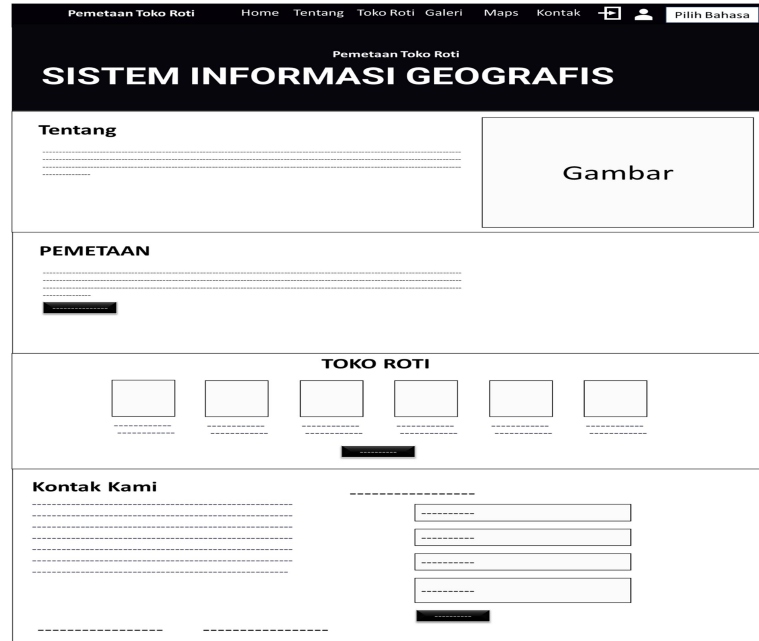 Pemetaan Toko Roti Home Tentang Toko Roti Galeri Maps Kontak Pilih Bahasa
Pemetaan Toko Roti
SISTEM INFORMASI GEOGRAFIS
Tentang
Gambar
PEMETAAN
TOKO ROTI
Kontak Kami